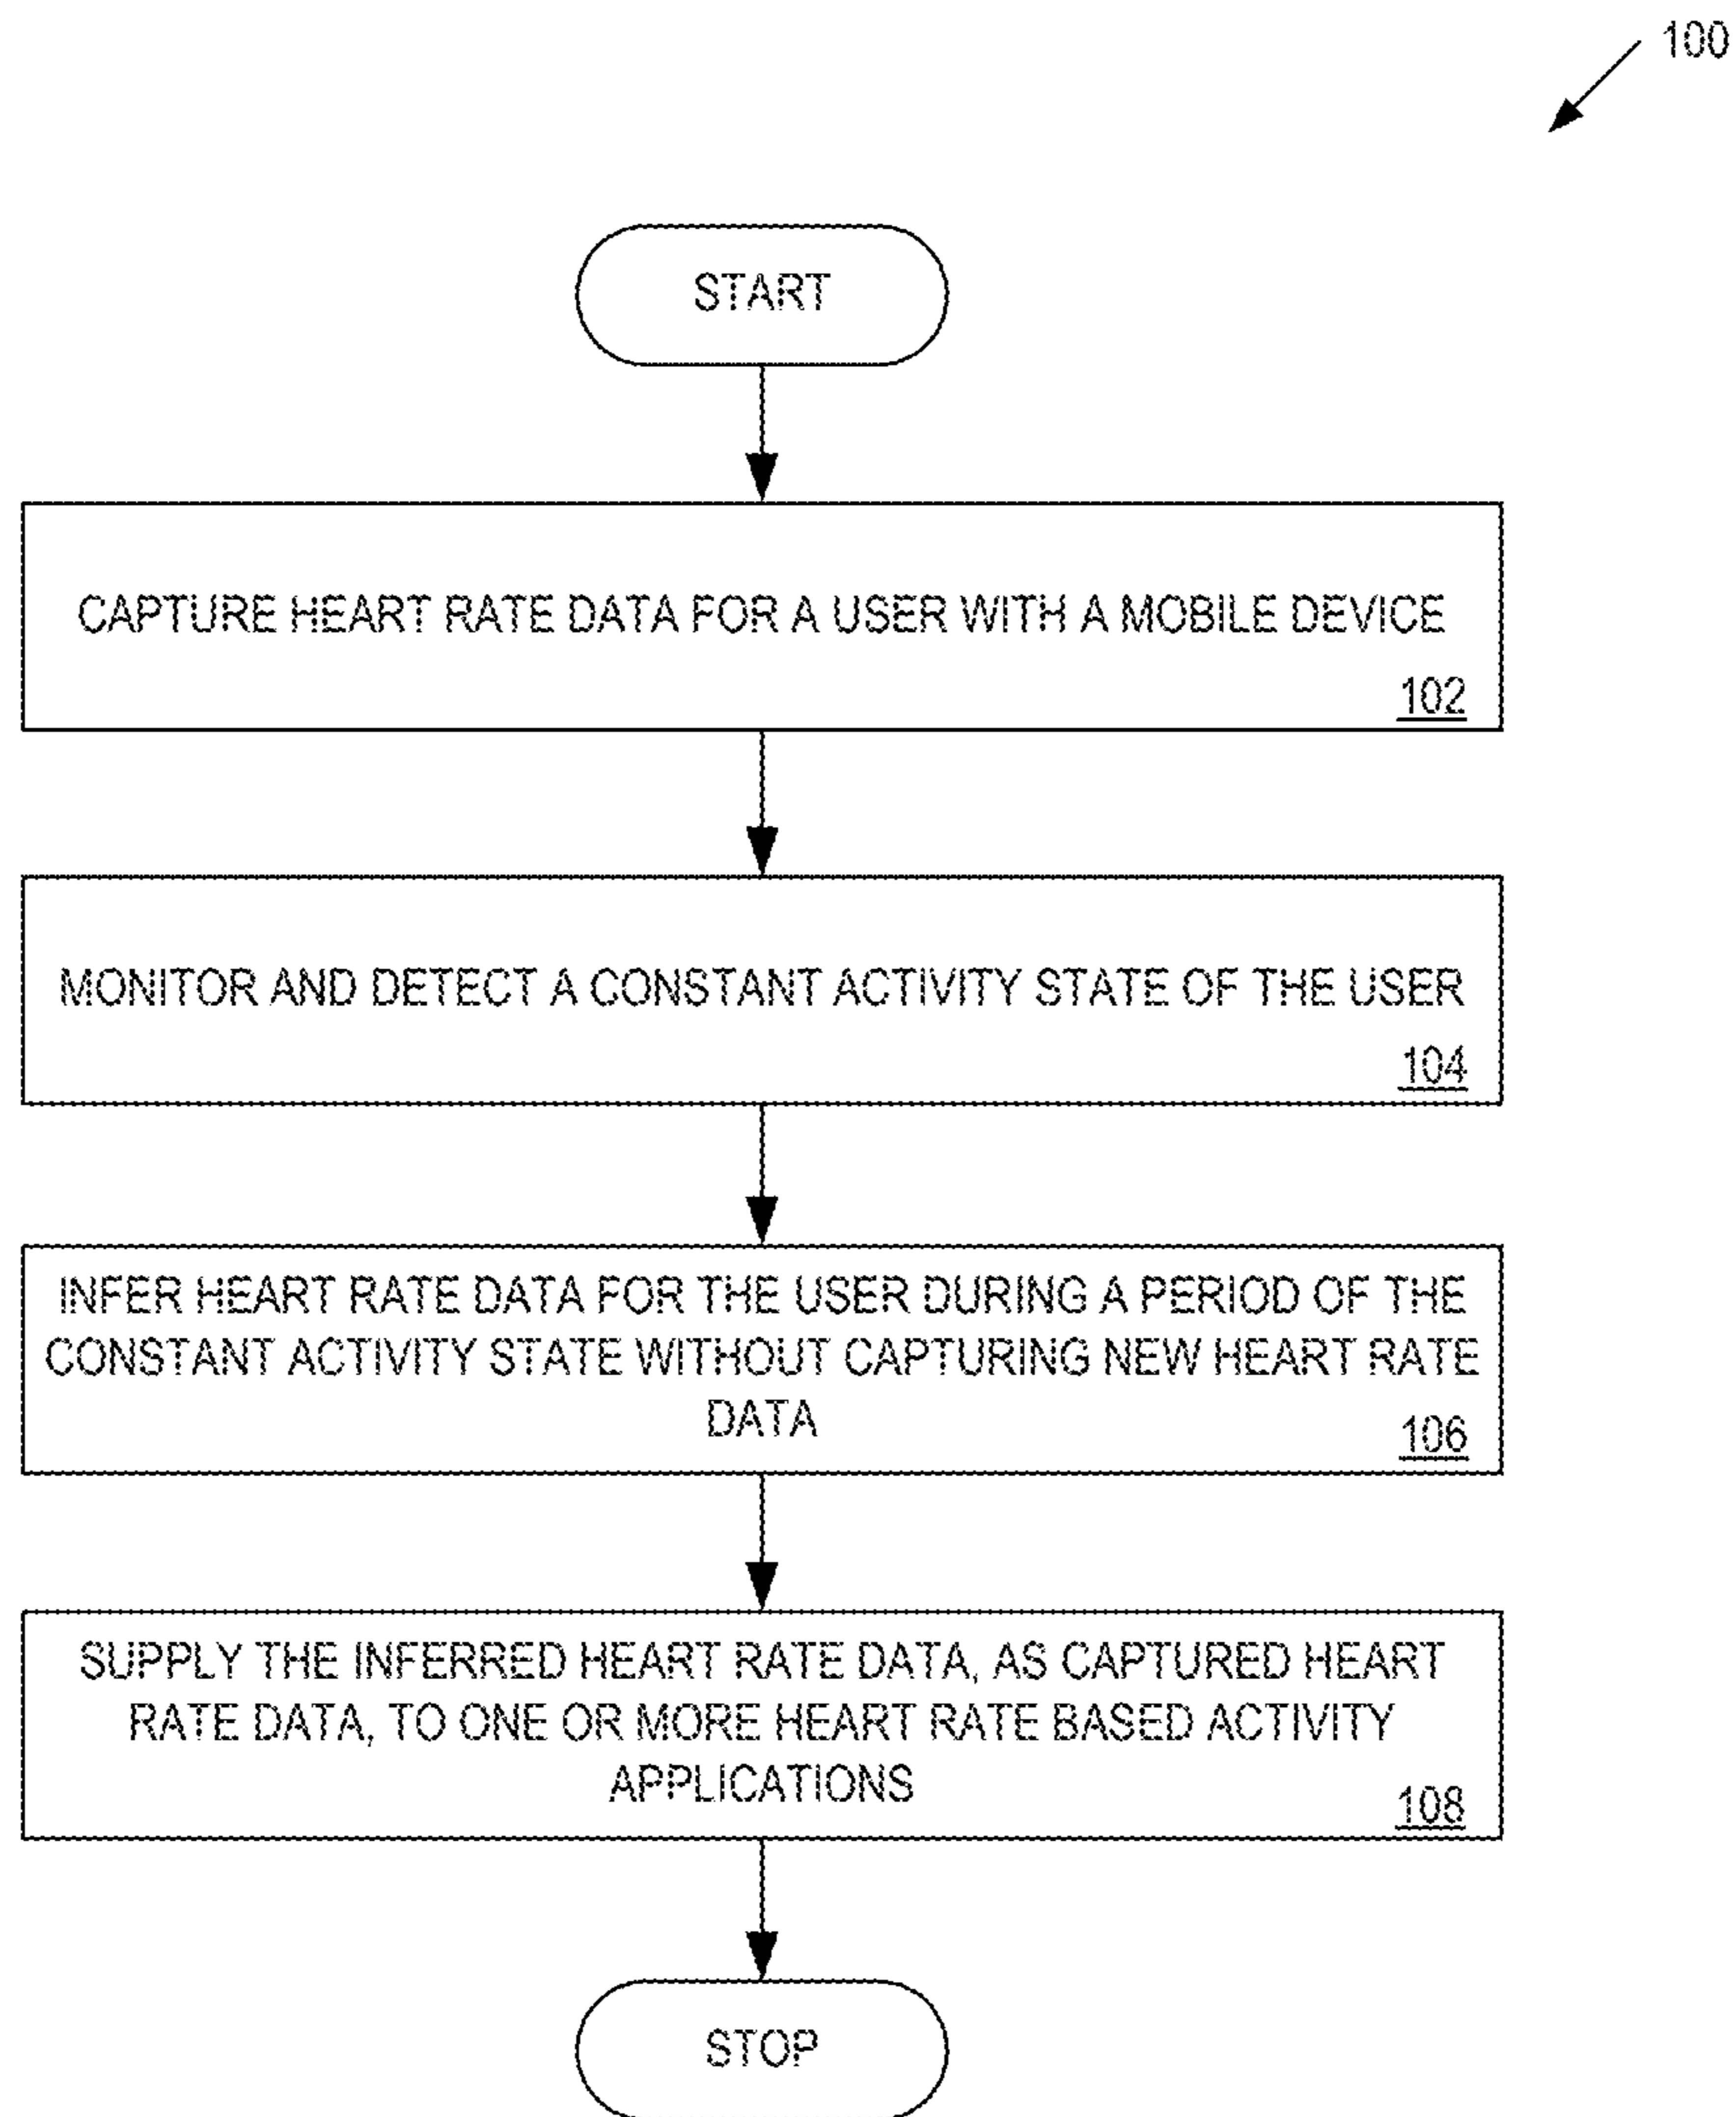 100
START
CAPTURE HEART RATE DATA FOR A USER WITH A MOBILE DEVICE
102
MONITOR AND DETECT A CONSTANT ACTIVITY STATE OF THE USER
104
INFER HEART RATE DATA FOR THE USER DURING A PERIOD OF THE
CONSTANT ACTIVITY STATE WITHOUT CAPTURING NEW HEART RATE
DATA
106
SUPPLY THE INFERRED HEART RATE DATA, AS CAPTURED HEART
RATE DATA, TO ONE OR MORE HEART RATE BASED ACTIVITY
APPLICATIONS
108
STOP